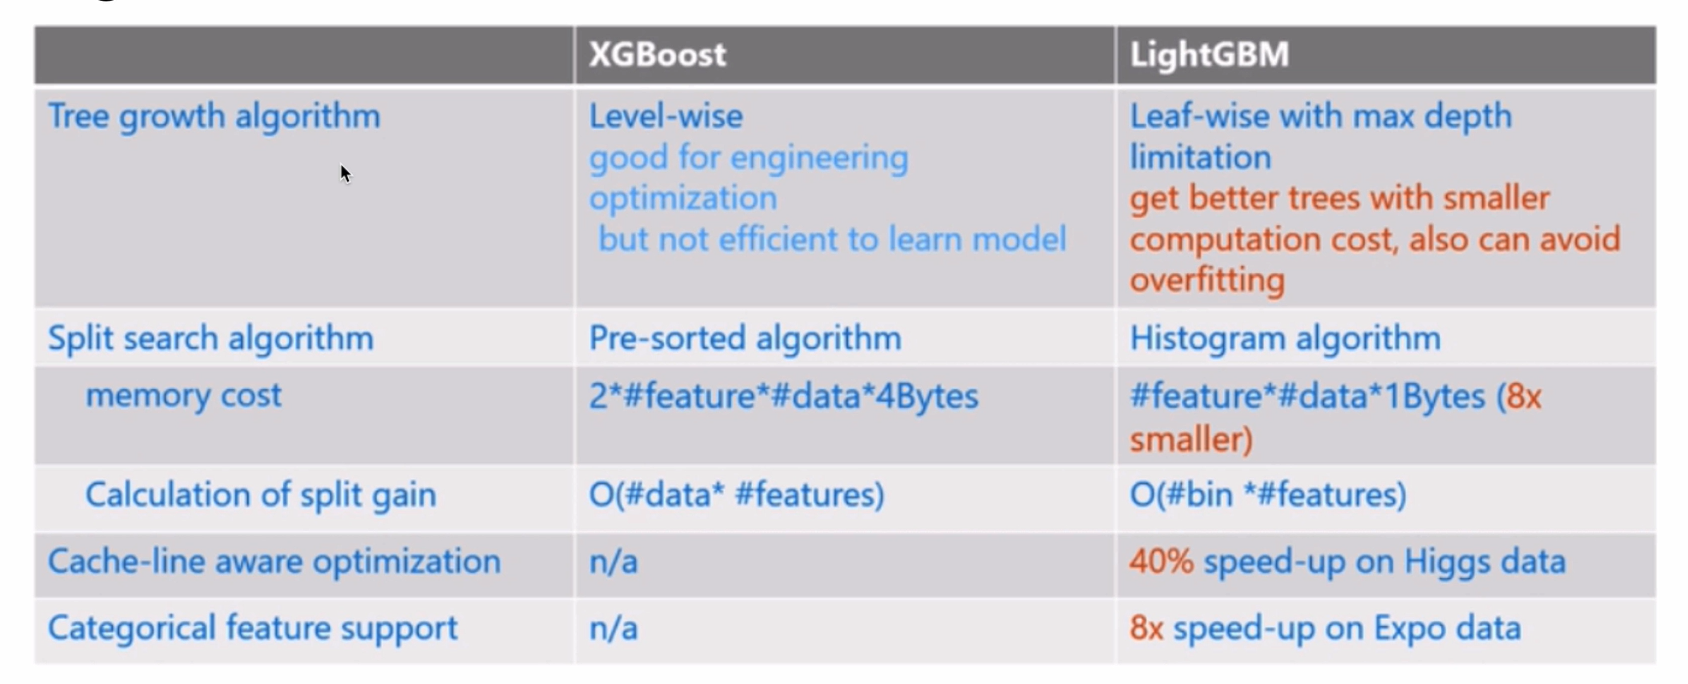 XGBoost
LightGBM
Tree growth algorithm
Level-wise
good for engineering
optimization
but not efficient to learn model
Leaf-wise with max depth
limitation
get better trees with smaller
computation cost, also can avoid
overfitting
Split search algorithm
Pre-sorted algorithm
Histogram algorithm
memory cost
2*#feature*#data*4Bytes
#feature*#data*1Bytes (8x
smaller)
Calculation of split gain
O(#data* #features)
O(#bin *#features)
Cache-line aware optimization
n/a
40% speed-up on Higgs data
Categorical feature support
n/a
8x speed-up on Expo data